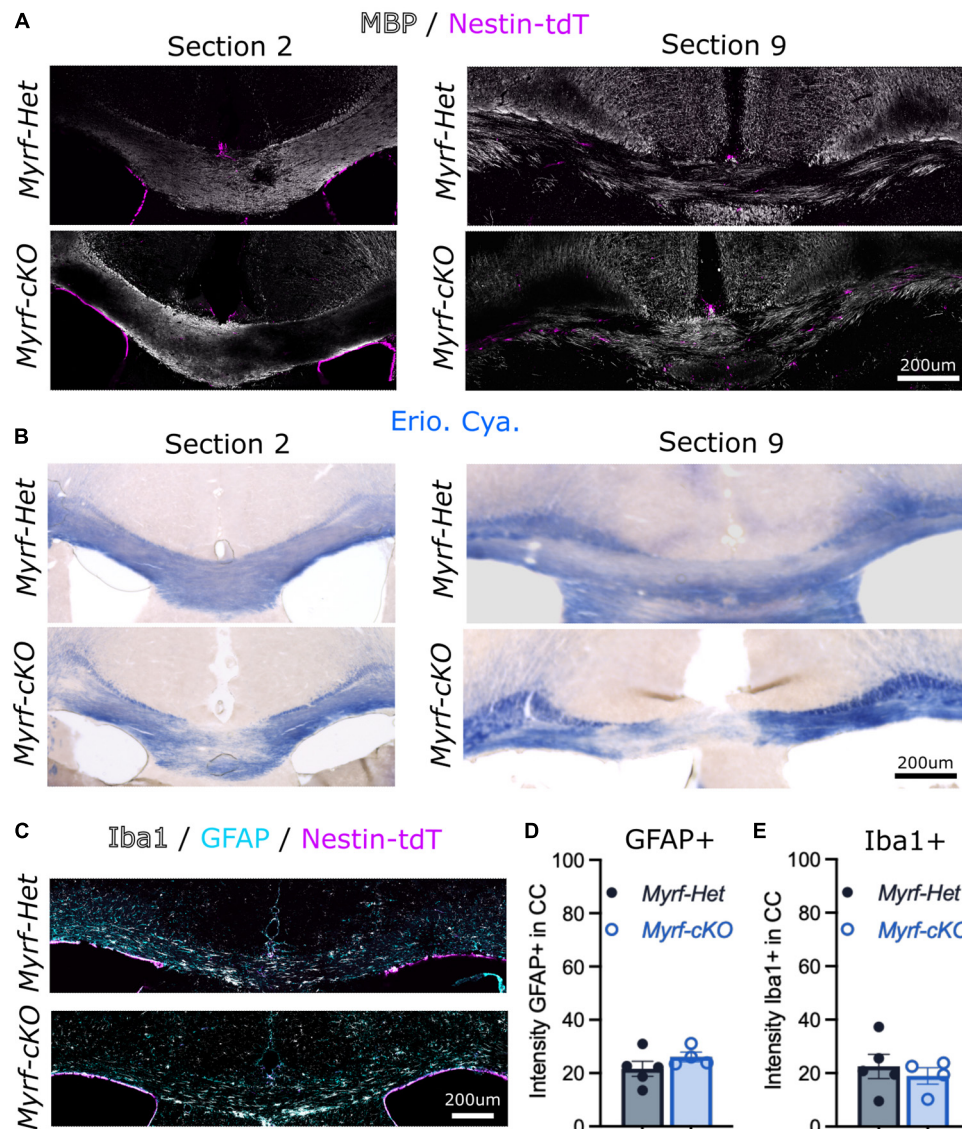 A
MBP / Nestin-tdT
Section 2
Section 9
Myrf-Het
Myrf-cKO
200um
B
Erio. Cya.
Section 2
Section 9
Myrf-Het
Myrf-Het
Myrf-cKO
Myrf-cKO
200um
C
Iba1 / GFAP / Nestin-tdT
Myrf-Het
Myrf-cKO
200um
D
GFAP+
Intensity GFAP+ in CC
100
80
60
40
20
0
Myrf-Het
Myrf-cKO
E
Iba1+
Intensity Iba1+ in CC
100
80
60
40
20
0
Myrf-Het
Myrf-cKO